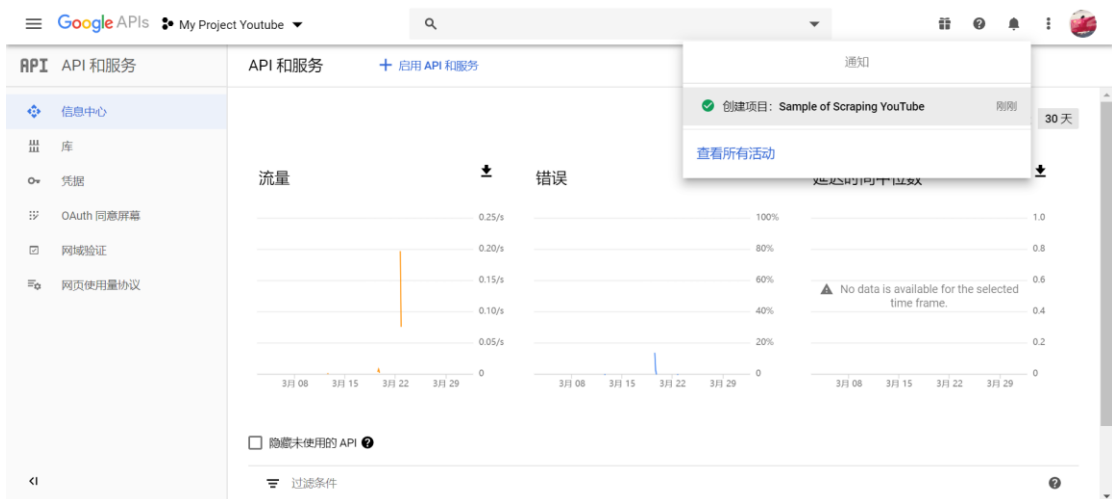 Google APIs My Project Youtube
通知
创建项目：Sample of Scraping YouTube 刚刚
查看所有活动
API API 和服务
信息中心
库
凭据
OAuth 同意屏幕
网域验证
网页使用量协议
API 和服务 启用 API 和服务
30 天
流量
0.25/s
0.20/s
0.15/s
0.10/s
0.05/s
0
3月 08 3月 15 3月 22 3月 29
错误
100%
80%
60%
40%
20%
0
3月 08 3月 15 3月 22 3月 29
延迟时间中位数
1.0
0.8
0.6
0.4
0.2
0
No data is available for the selected
time frame.
3月 08 3月 15 3月 22 3月 29
隐藏未使用的 API
过滤条件